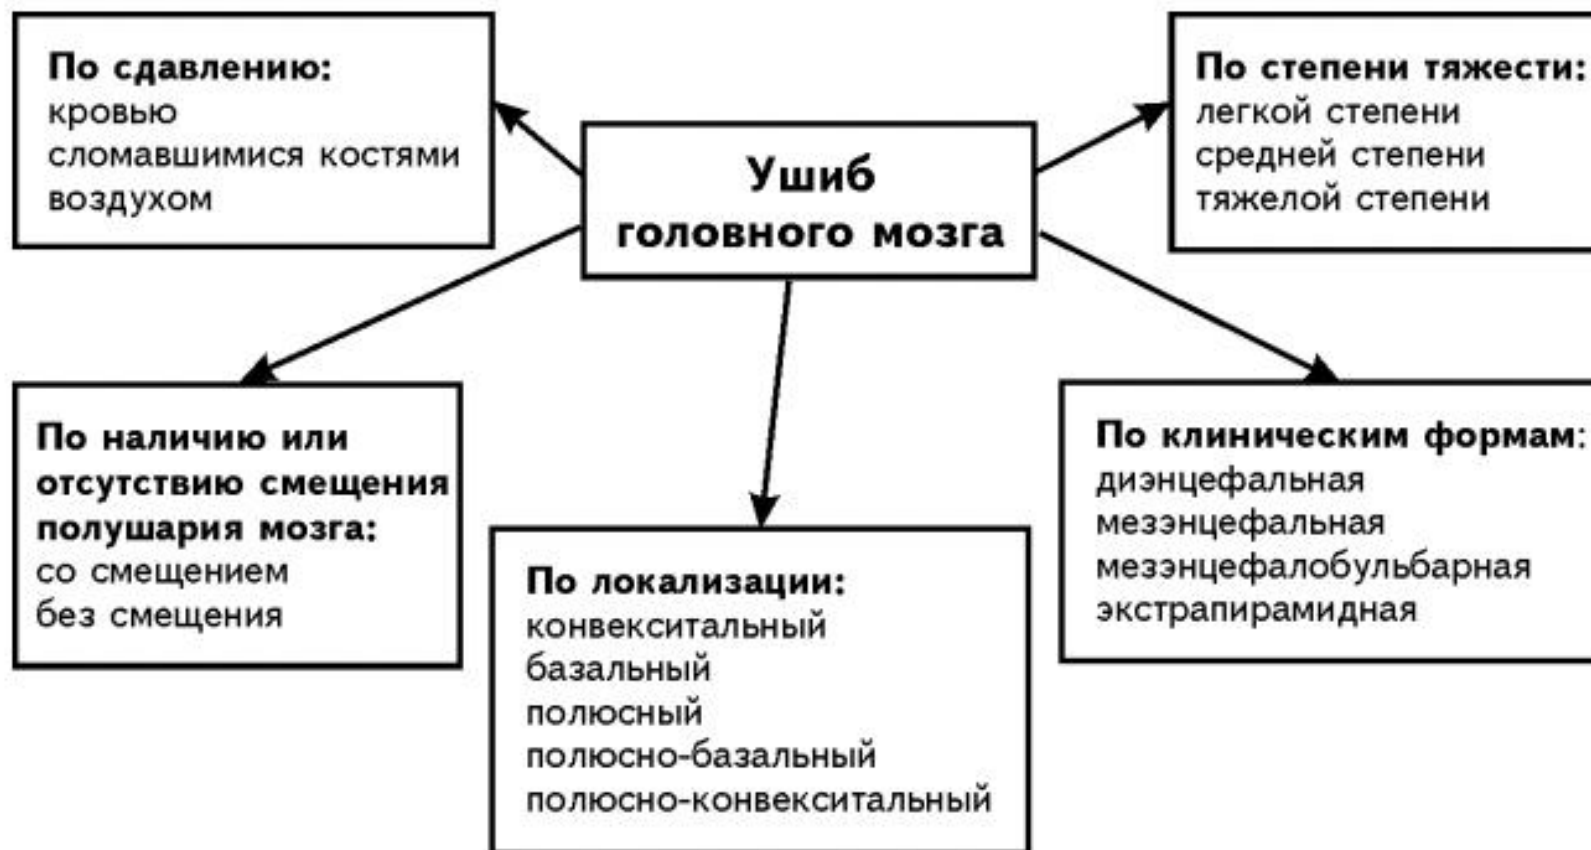 Ушиб
головного мозга
По сдавлению:
кровью
сломавшимися костями
воздухом
По степени тяжести:
легкой степени
средней степени
тяжелой степени
По наличию или
отсутствию смещения
полушария мозга:
со смещением
без смещения
По локализации:
конвекситальный
базальный
полюсный
полюсно-базальный
полюсно-конвекситальный
По клиническим формам:
диэнцефальная
мезэнцефальная
мезэнцефалобульбарная
экстрапирамидная